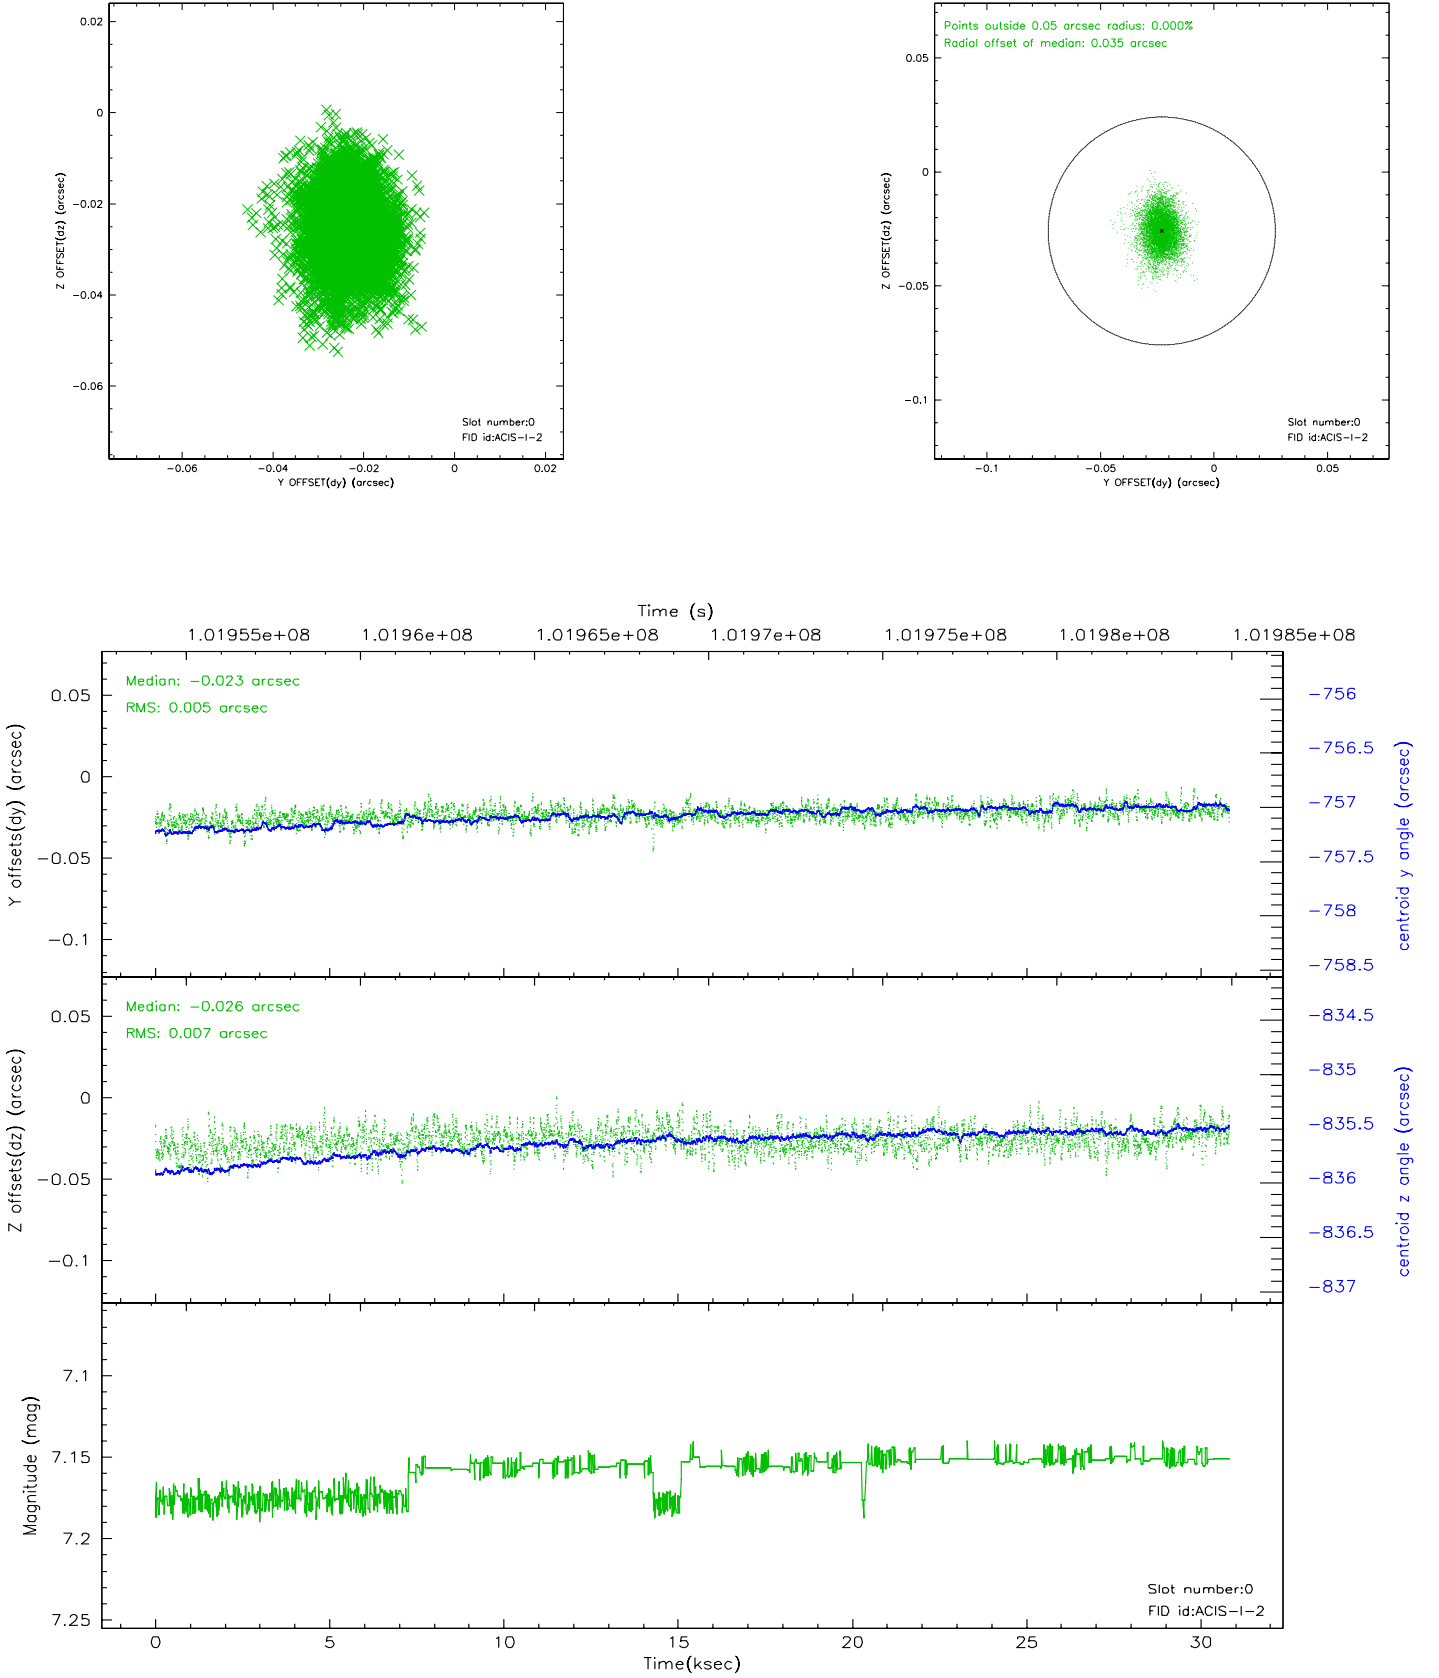 0.02
0
−0.02
−0.04
−0.06
Z OFFSET(dz) (arcsec)
Slot number:0
FID id:ACIS−I−2
−0.06 −0.04 −0.02 0 0.02
Y OFFSET(dy) (arcsec)
Points outside 0.05 arcsec radius: 0.000%
Radial offset of median: 0.035 arcsec
0.05
0
−0.05
−0.1
Z OFFSET(dz) (arcsec)
Slot number:0
FID id:ACIS−I−2
−0.1 −0.05 0 0.05
Y OFFSET(dy) (arcsec)
Time (s)
1.01955e+08 1.0196e+08 1.01965e+08 1.0197e+08 1.01975e+08 1.0198e+08 1.01985e+08
Median: −0.023 arcsec
RMS: 0.005 arcsec
0.05
0
−0.05
−0.1
Y offsets(dy) (arcsec)
−756
−756.5
−757
−757.5
−758
−758.5
centroid y angle (arcsec)
Median: −0.026 arcsec
RMS: 0.007 arcsec
0.05
0
−0.05
−0.1
Z offsets(dz) (arcsec)
−834.5
−835
−835.5
−836
−836.5
−837
centroid z angle (arcsec)
7.1
7.15
7.2
7.25
Magnitude (mag)
Slot number:0
FID id:ACIS−I−2
0 5 10 15 20 25 30
Time(ksec)